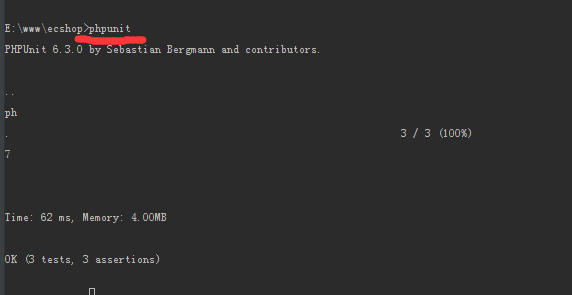 E:\www\ecshop>phpunit
PHPUnit 6.3.0 by Sebastian Bergmann and contributors.
..
ph
. 3 / 3 (100%)
7
Time: 62 ms, Memory: 4.00MB
OK (3 tests, 3 assertions)